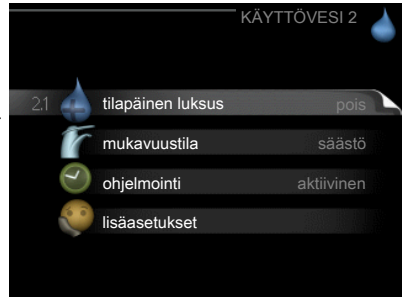 KÄYTTÖVESI 2
2.1 tilapäinen luksus pois
mukavuustila säästö
ohjelmointi aktiivinen
lisäasetukset